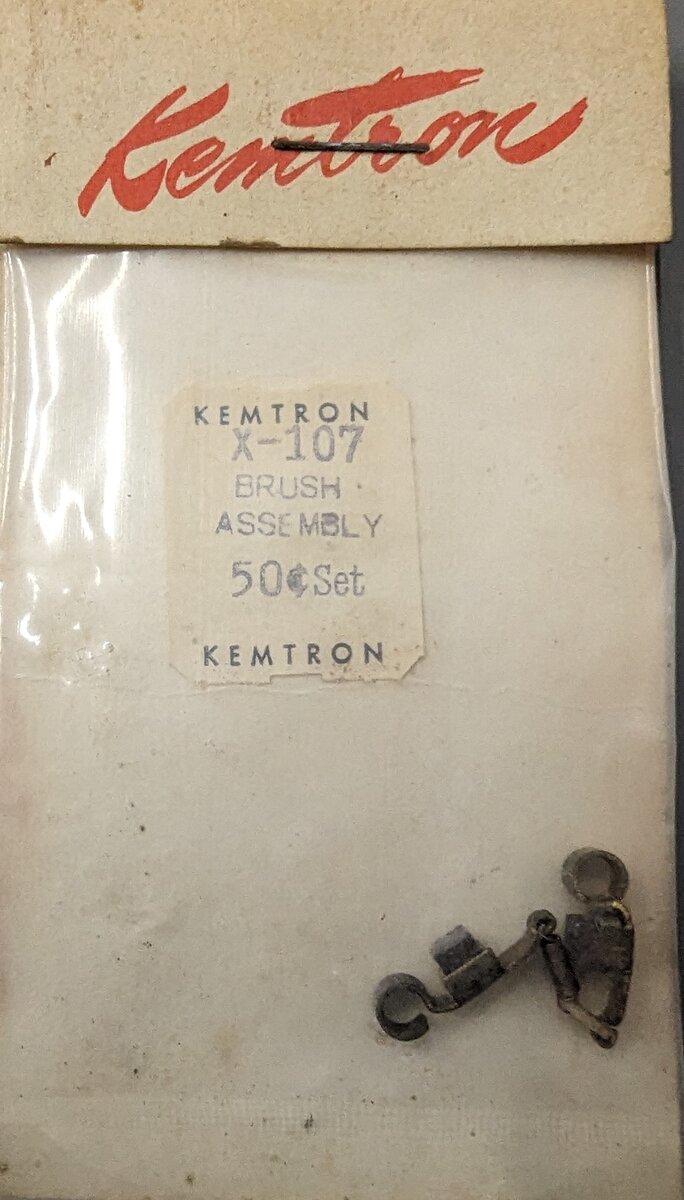 Kemtron
KEMTRON
X-107
BRUSH
ASSEMBLY
50¢ Set
KEMTRON